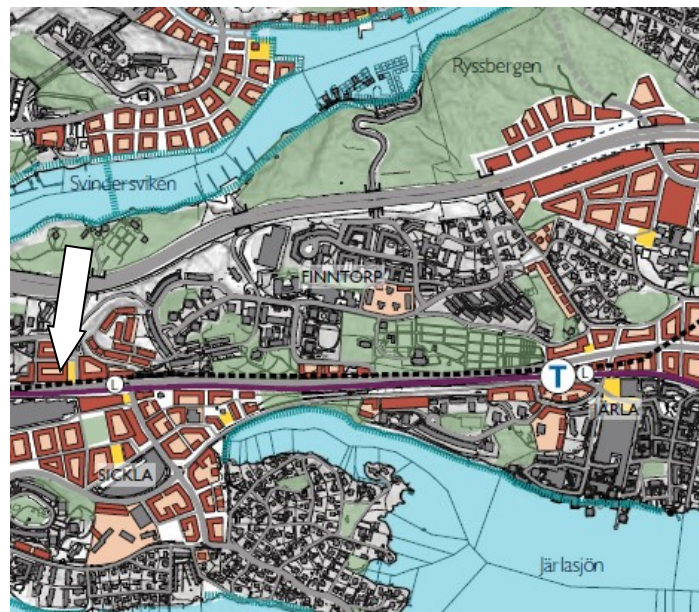 Ryssbergen
Svindersviken
FINNTORP
L
T
L
JÄRLA
SICKLA
Järlasjön